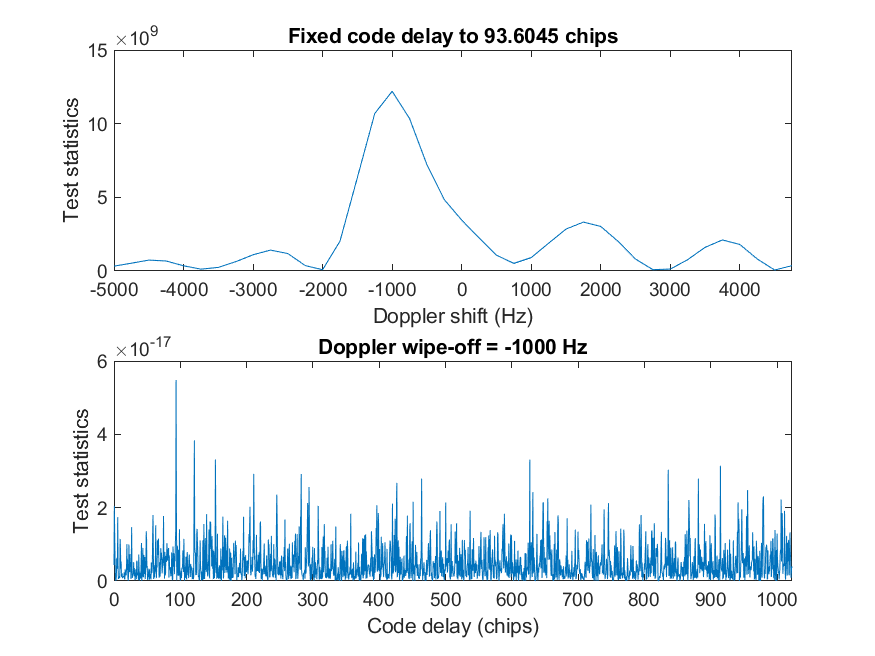 ×10^9
Fixed code delay to 93.6045 chips
15
10
5
0
Test statistics
-5000 -4000 -3000 -2000 -1000 0 1000 2000 3000 4000
Doppler shift (Hz)
×10^-17
Doppler wipe-off = -1000 Hz
6
4
2
0
Test statistics
0 100 200 300 400 500 600 700 800 900 1000
Code delay (chips)